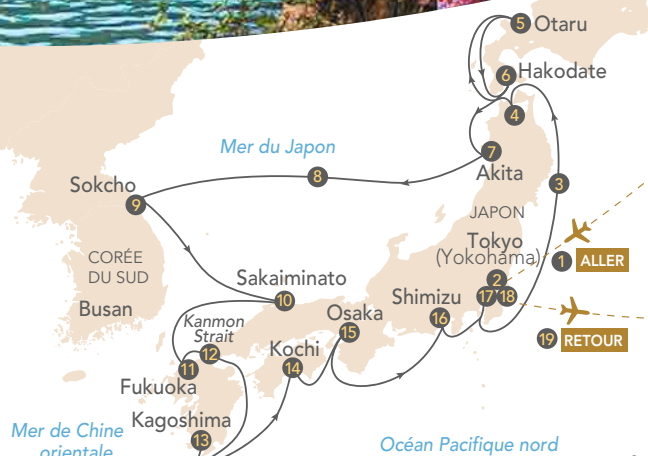 5 Otaru
6 Hakodate
4
7
Akita
Mer du Japon
8
3
Sokcho
9
JAPON
Tokyo
(Yokohama)
1 ALLER
2
17 18
CORÉE
DU SUD
Busan
Sakaiminato
10
Shimizu
16
Osaka
15
19 RETOUR
Kanmon
Strait
12
Kochi
14
11
Fukuoka
Kagoshima
13
Mer de Chine
orientale
Océan Pacifique nord